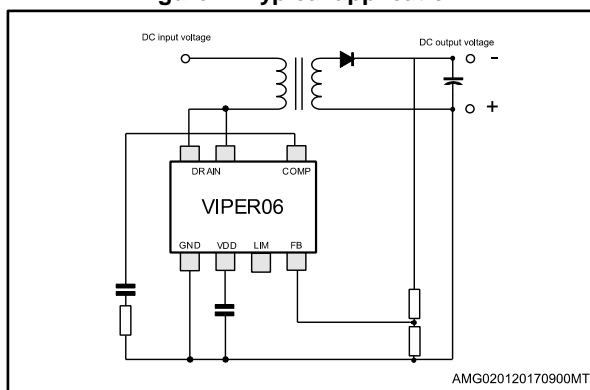 DC input voltage
DC output voltage
-
+
DRAIN
COMP
VIPER06
GND
VDD
LIM
FB
AMG020120170900MT